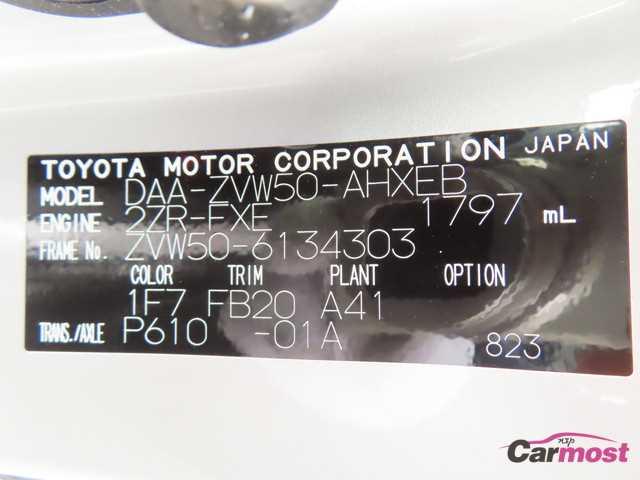 TOYOTA MOTOR CORPORATION JAPAN
MODEL DAA-ZVW50-AHXEB
ENGINE 2ZR-FXE 1797 mL
FRAME No. ZVW50-6134303
COLOR TRIM PLANT OPTION
1F7 FB20 A41
TRANS./AXLE P610 -01A 823
Carmost